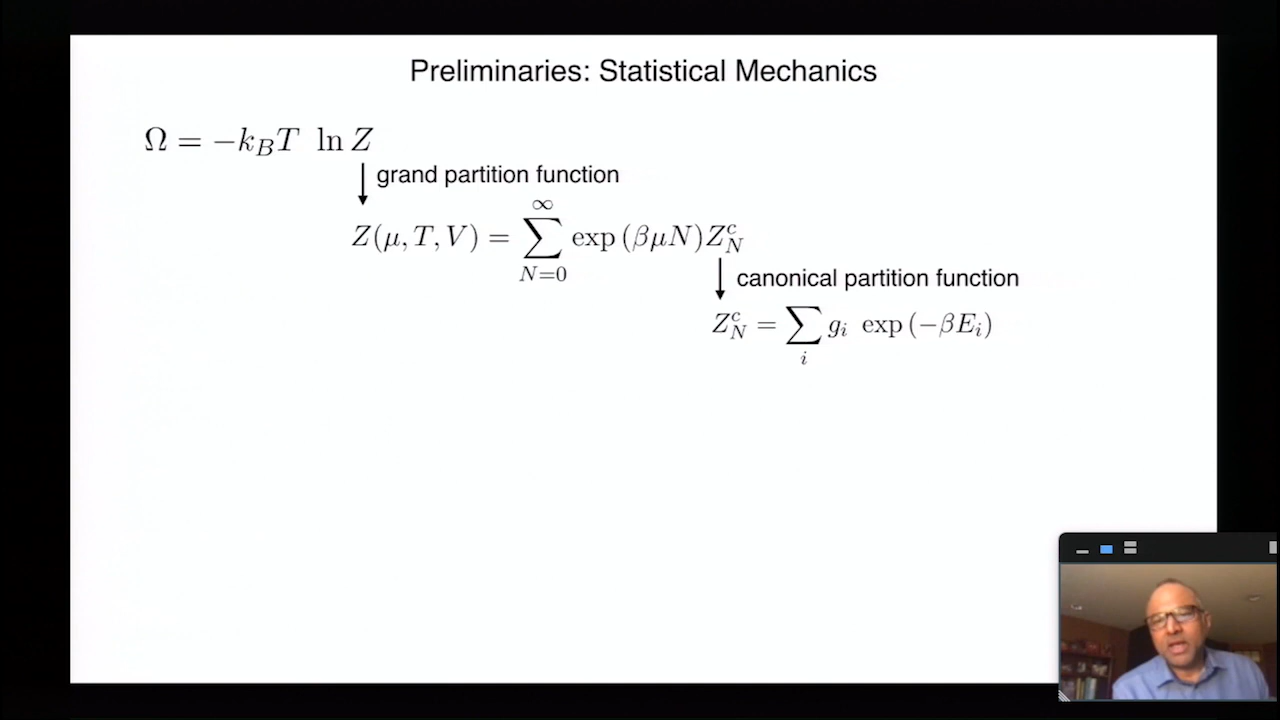 Preliminaries: Statistical Mechanics
Ω = −k_B T ln Z
grand partition function
Z(μ, T, V) = ∑_{N=0}^{∞} exp (βμN) Z_N^c
canonical partition function
Z_N^c = ∑_i g_i exp (−βE_i)